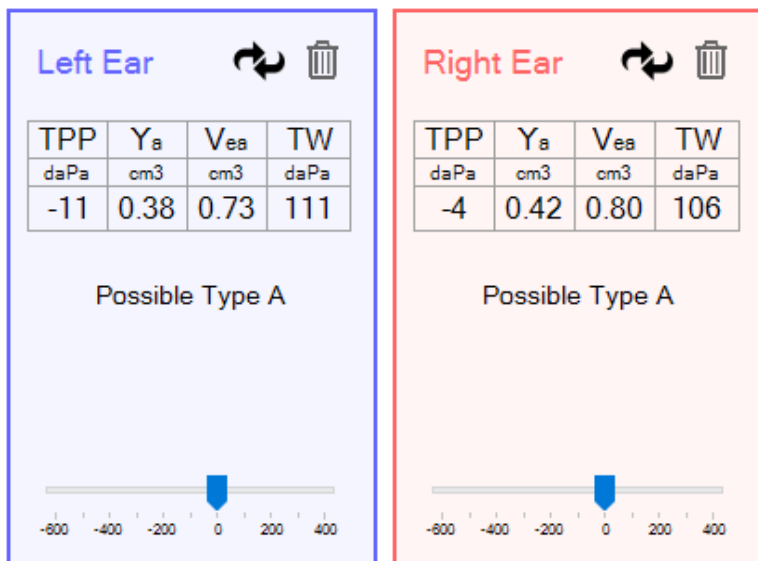 Left Ear
TPP Ya Vea TW
daPa cm3 cm3 daPa
-11 0.38 0.73 111
Possible Type A
-600 -400 -200 0 200 400
Right Ear
TPP Ya Vea TW
daPa cm3 cm3 daPa
-4 0.42 0.80 106
Possible Type A
-600 -400 -200 0 200 400